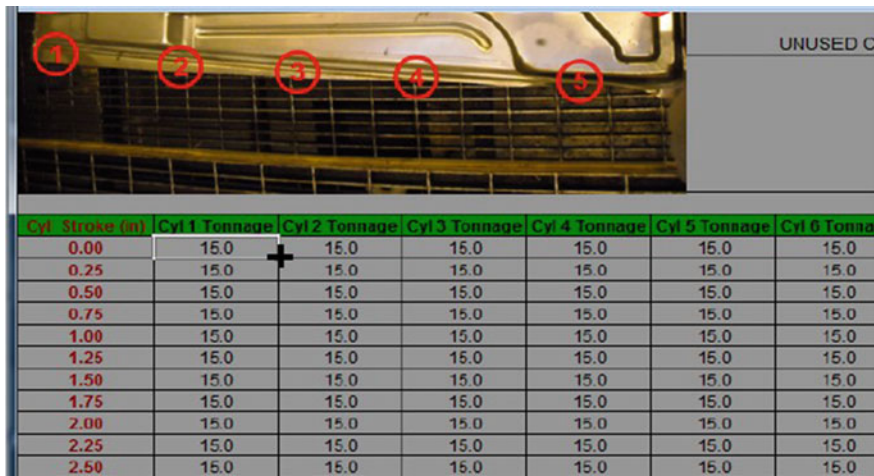 UNUSED C
1
2
3
4
5
Cyl Stroke (in) Cyl 1 Tonnage Cyl 2 Tonnage Cyl 3 Tonnage Cyl 4 Tonnage Cyl 5 Tonnage Cyl 6 Tonna
0.00 15.0 15.0 15.0 15.0 15.0 15.0
0.25 15.0 15.0 15.0 15.0 15.0 15.0
0.50 15.0 15.0 15.0 15.0 15.0 15.0
0.75 15.0 15.0 15.0 15.0 15.0 15.0
1.00 15.0 15.0 15.0 15.0 15.0 15.0
1.25 15.0 15.0 15.0 15.0 15.0 15.0
1.50 15.0 15.0 15.0 15.0 15.0 15.0
1.75 15.0 15.0 15.0 15.0 15.0 15.0
2.00 15.0 15.0 15.0 15.0 15.0 15.0
2.25 15.0 15.0 15.0 15.0 15.0 15.0
2.50 15.0 15.0 15.0 15.0 15.0 15.0